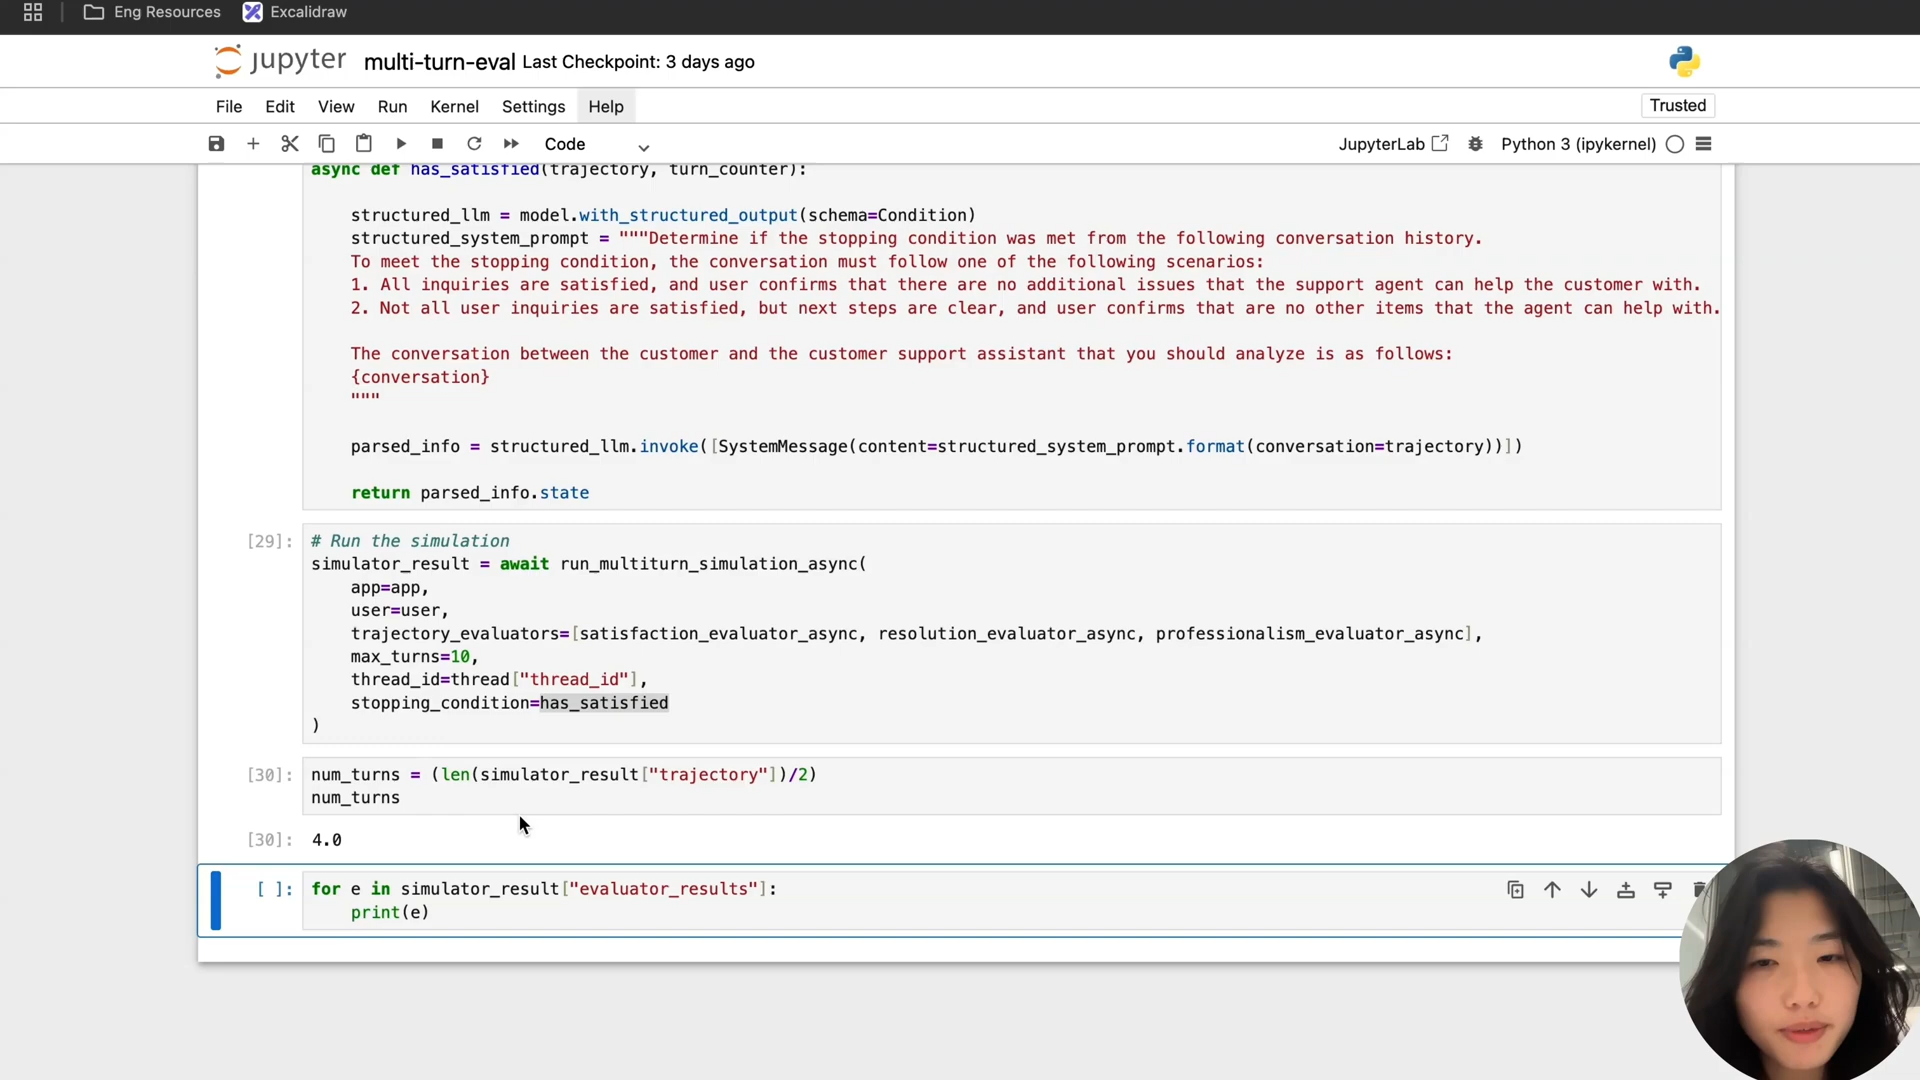 Eng Resources
Excalidraw
jupyter multi-turn-eval Last Checkpoint: 3 days ago
File Edit View Run Kernel Settings Help
Trusted
Code
JupyterLab
Python 3 (ipykernel)
async def has_satisfied(trajectory, turn_counter):
structured_llm = model.with_structured_output(schema=Condition)
structured_system_prompt = """Determine if the stopping condition was met from the following conversation history.
To meet the stopping condition, the conversation must follow one of the following scenarios:
1. All inquiries are satisfied, and user confirms that there are no additional issues that the support agent can help the customer with.
2. Not all user inquiries are satisfied, but next steps are clear, and user confirms that are no other items that the agent can help with.
The conversation between the customer and the customer support assistant that you should analyze is as follows:
{conversation}
"""
parsed_info = structured_llm.invoke([SystemMessage(content=structured_system_prompt.format(conversation=trajectory))])
return parsed_info.state
[29]: # Run the simulation
simulator_result = await run_multiturn_simulation_async(
app=app,
user=user,
trajectory_evaluators=[satisfaction_evaluator_async, resolution_evaluator_async, professionalism_evaluator_async],
max_turns=10,
thread_id=thread["thread_id"],
stopping_condition=has_satisfied
)
[30]: num_turns = (len(simulator_result["trajectory"])/2)
num_turns
[30]: 4.0
[ ]: for e in simulator_result["evaluator_results"]:
print(e)